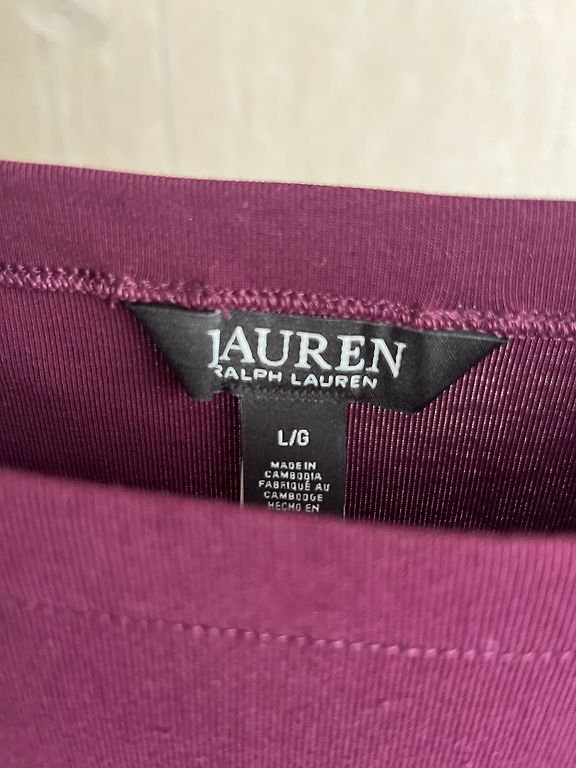 LAUREN
RALPH LAUREN
L/G
MADE IN
CAMBODIA
FABRIQUÉ AU
CAMBODGE
HECHO EN